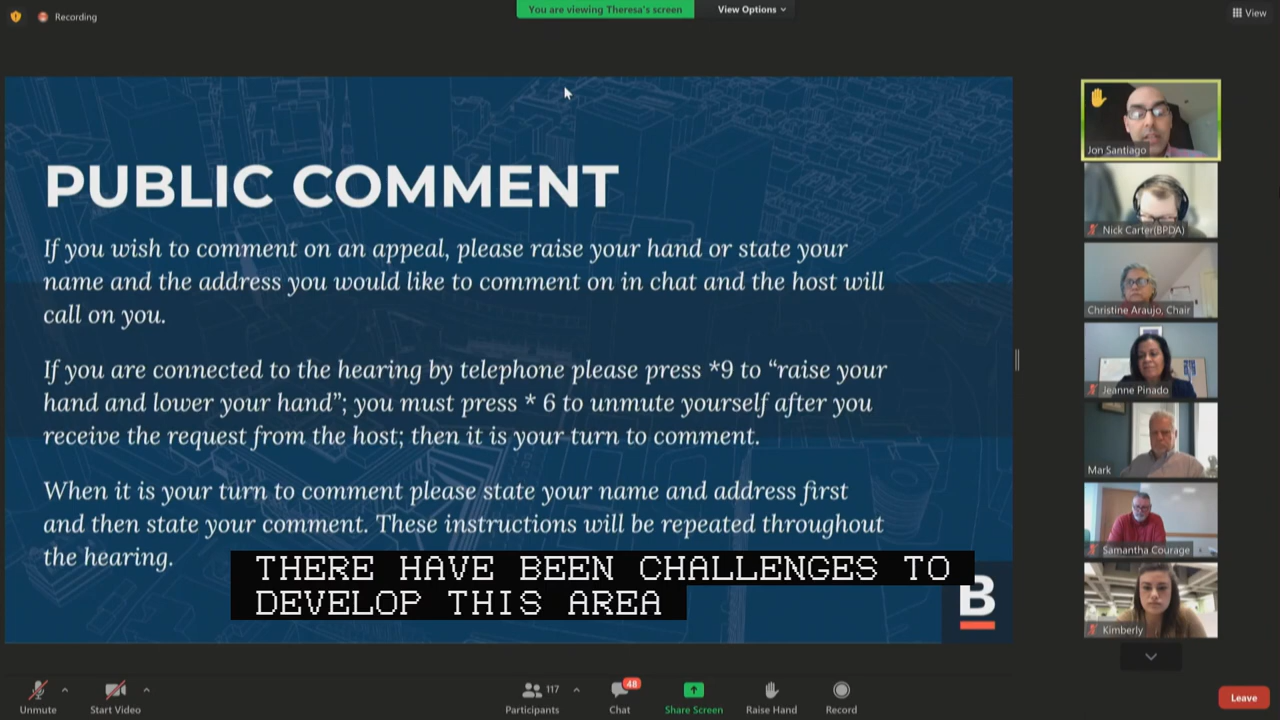 Recording
You are viewing Theresa's screen
View Options
View
PUBLIC COMMENT
If you wish to comment on an appeal, please raise your hand or state your
name and the address you would like to comment on in chat and the host will
call on you.
If you are connected to the hearing by telephone please press *9 to “raise your
hand and lower your hand”; you must press * 6 to unmute yourself after you
receive the request from the host; then it is your turn to comment.
When it is your turn to comment please state your name and address first
and then state your comment. These instructions will be repeated throughout
the hearing.
THERE HAVE BEEN CHALLENGES TO
DEVELOP THIS AREA
B
Jon Santiago
Nick Carter(BPDA)
Christine Araujo, Chair
Jeanne Pinado
Mark
Samantha Courage
Kimberly
Unmute
Start Video
117
Participants
48
Chat
Share Screen
Raise Hand
Record
Leave